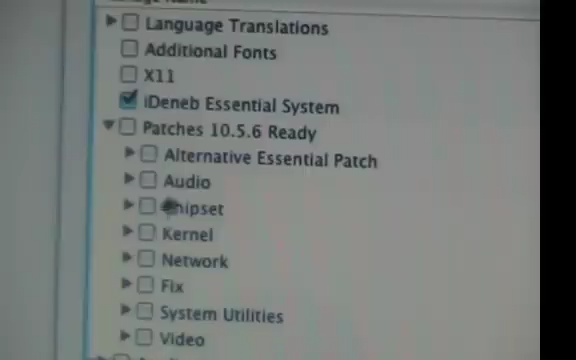 Language Translations
Additional Fonts
X11
iDeneb Essential System
Patches 10.5.6 Ready
Alternative Essential Patch
Audio
hipset
Kernel
Network
Fix
System Utilities
Video